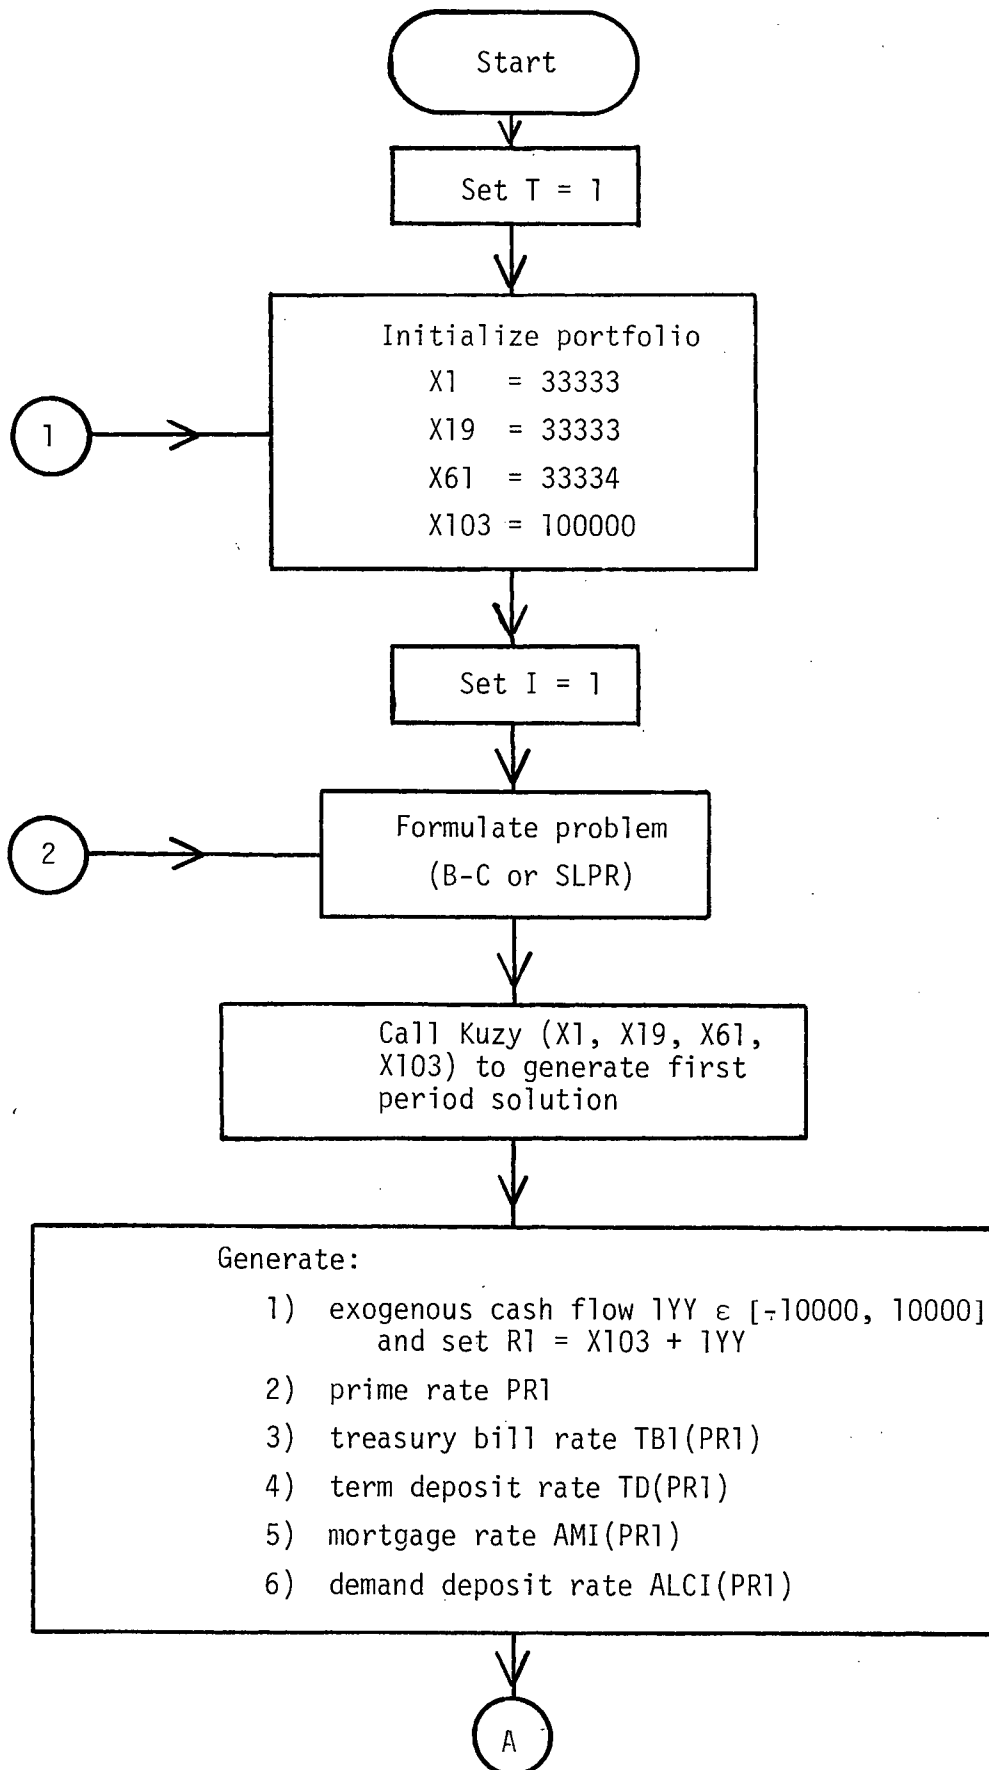 Start
Set T = 1
Initialize portfolio
X1 = 33333
X19 = 33333
X61 = 33334
X103 = 100000
1
Set I = 1
Formulate problem
(B-C or SLPR)
2
Call Kuzy (X1, X19, X61,
X103) to generate first
period solution
Generate:
1) exogenous cash flow 1YY ε [-10000, 10000]
and set R1 = X103 + 1YY
2) prime rate PR1
3) treasury bill rate TB1(PR1)
4) term deposit rate TD(PR1)
5) mortgage rate AMI(PR1)
6) demand deposit rate ALCI(PR1)
A